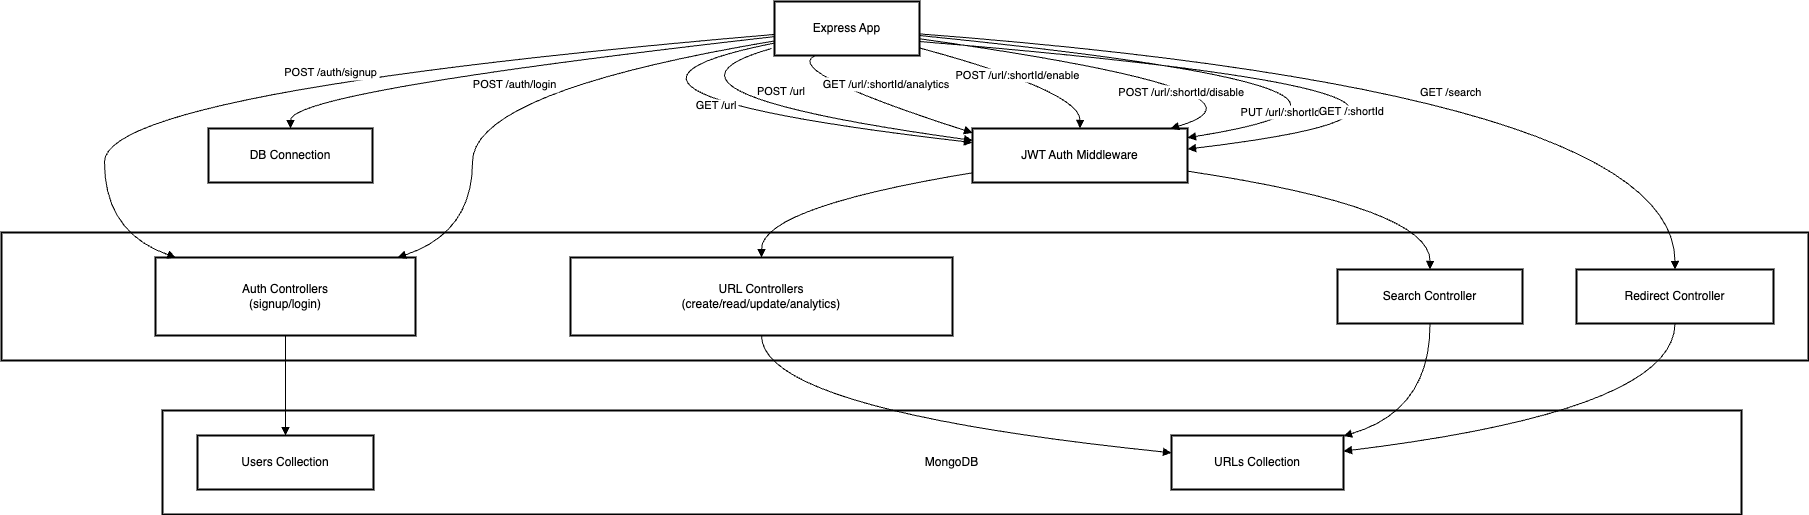 Express App
POST /auth/signup
POST /auth/login
GET /url
POST /url
GET /url/:shortId/analytics
POST /url/:shortId/enable
POST /url/:shortId/disable
PUT /url/:shortId
GET /:shortId
GET /search
DB Connection
JWT Auth Middleware
Auth Controllers
(signup/login)
URL Controllers
(create/read/update/analytics)
Search Controller
Redirect Controller
Users Collection
MongoDB
URLs Collection